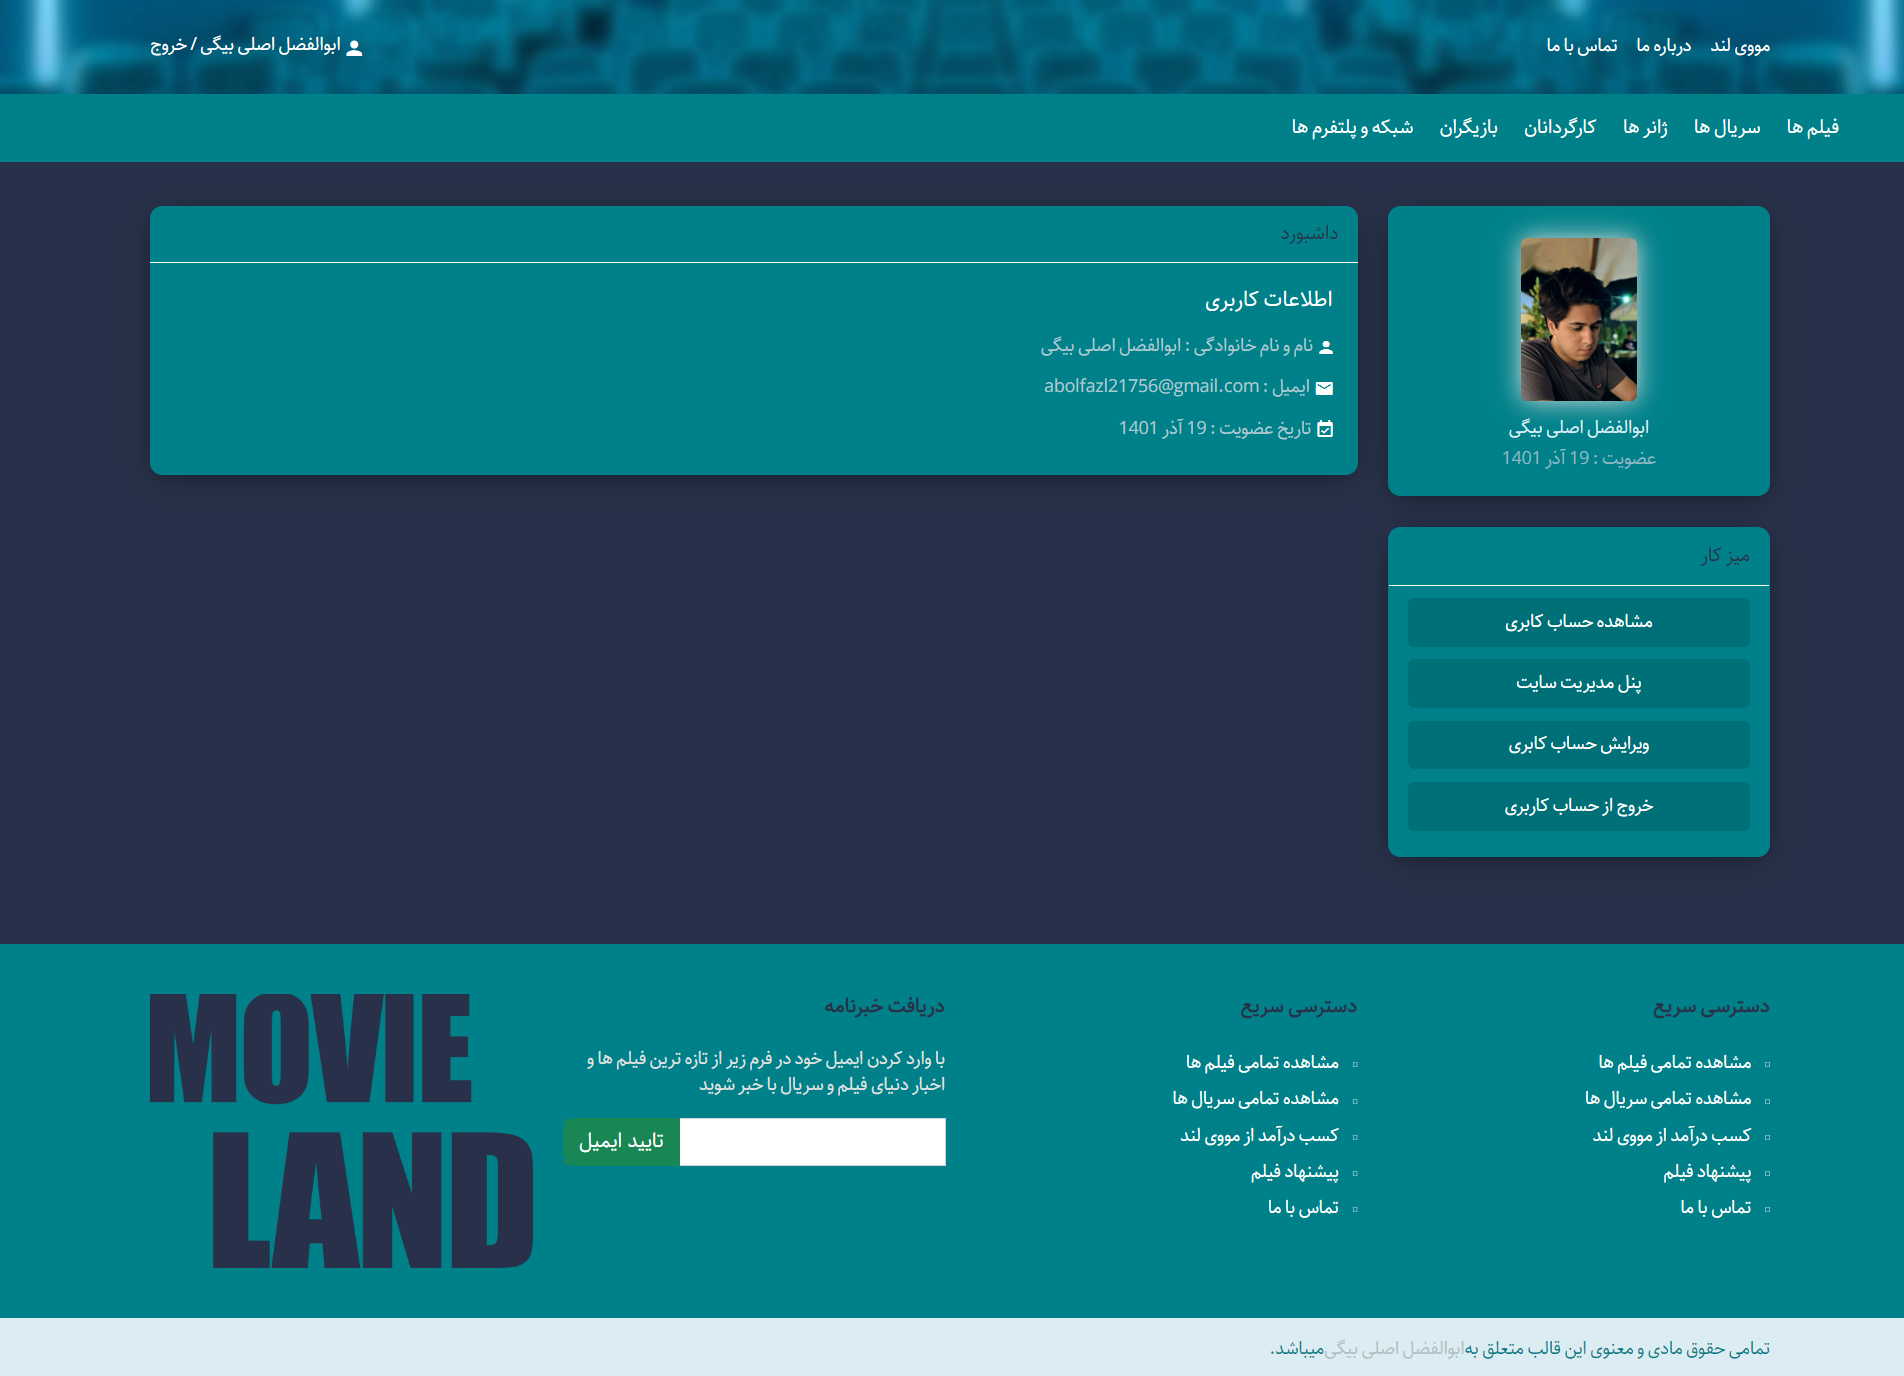 مووی لند درباره ما تماس با ما
ابوالفضل اصلی بیگی / خروج
فیلم ها سریال ها ژانر ها کارگردانان بازیگران شبکه و پلتفرم ها
ابوالفضل اصلی بیگی
عضویت : 19 آذر 1401
میز کار
مشاهده حساب کابری
پنل مدیریت سایت
ویرایش حساب کابری
خروج از حساب کاربری
داشبورد
اطلاعات کاربری
نام و نام خانوادگی : ابوالفضل اصلی بیگی
ایمیل : abolfazl21756@gmail.com
تاریخ عضویت : 19 آذر 1401
دسترسی سریع
مشاهده تمامی فیلم ها
مشاهده تمامی سریال ها
کسب درآمد از مووی لند
پیشنهاد فیلم
تماس با ما
دسترسی سریع
مشاهده تمامی فیلم ها
مشاهده تمامی سریال ها
کسب درآمد از مووی لند
پیشنهاد فیلم
تماس با ما
دریافت خبرنامه
با وارد کردن ایمیل خود در فرم زیر از تازه ترین فیلم ها و
اخبار دنیای فیلم و سریال با خبر شوید
تایید ایمیل
MOVIE
LAND
تمامی حقوق مادی و معنوی این قالب متعلق به‌ابوالفضل اصلی بیگی‌میباشد.